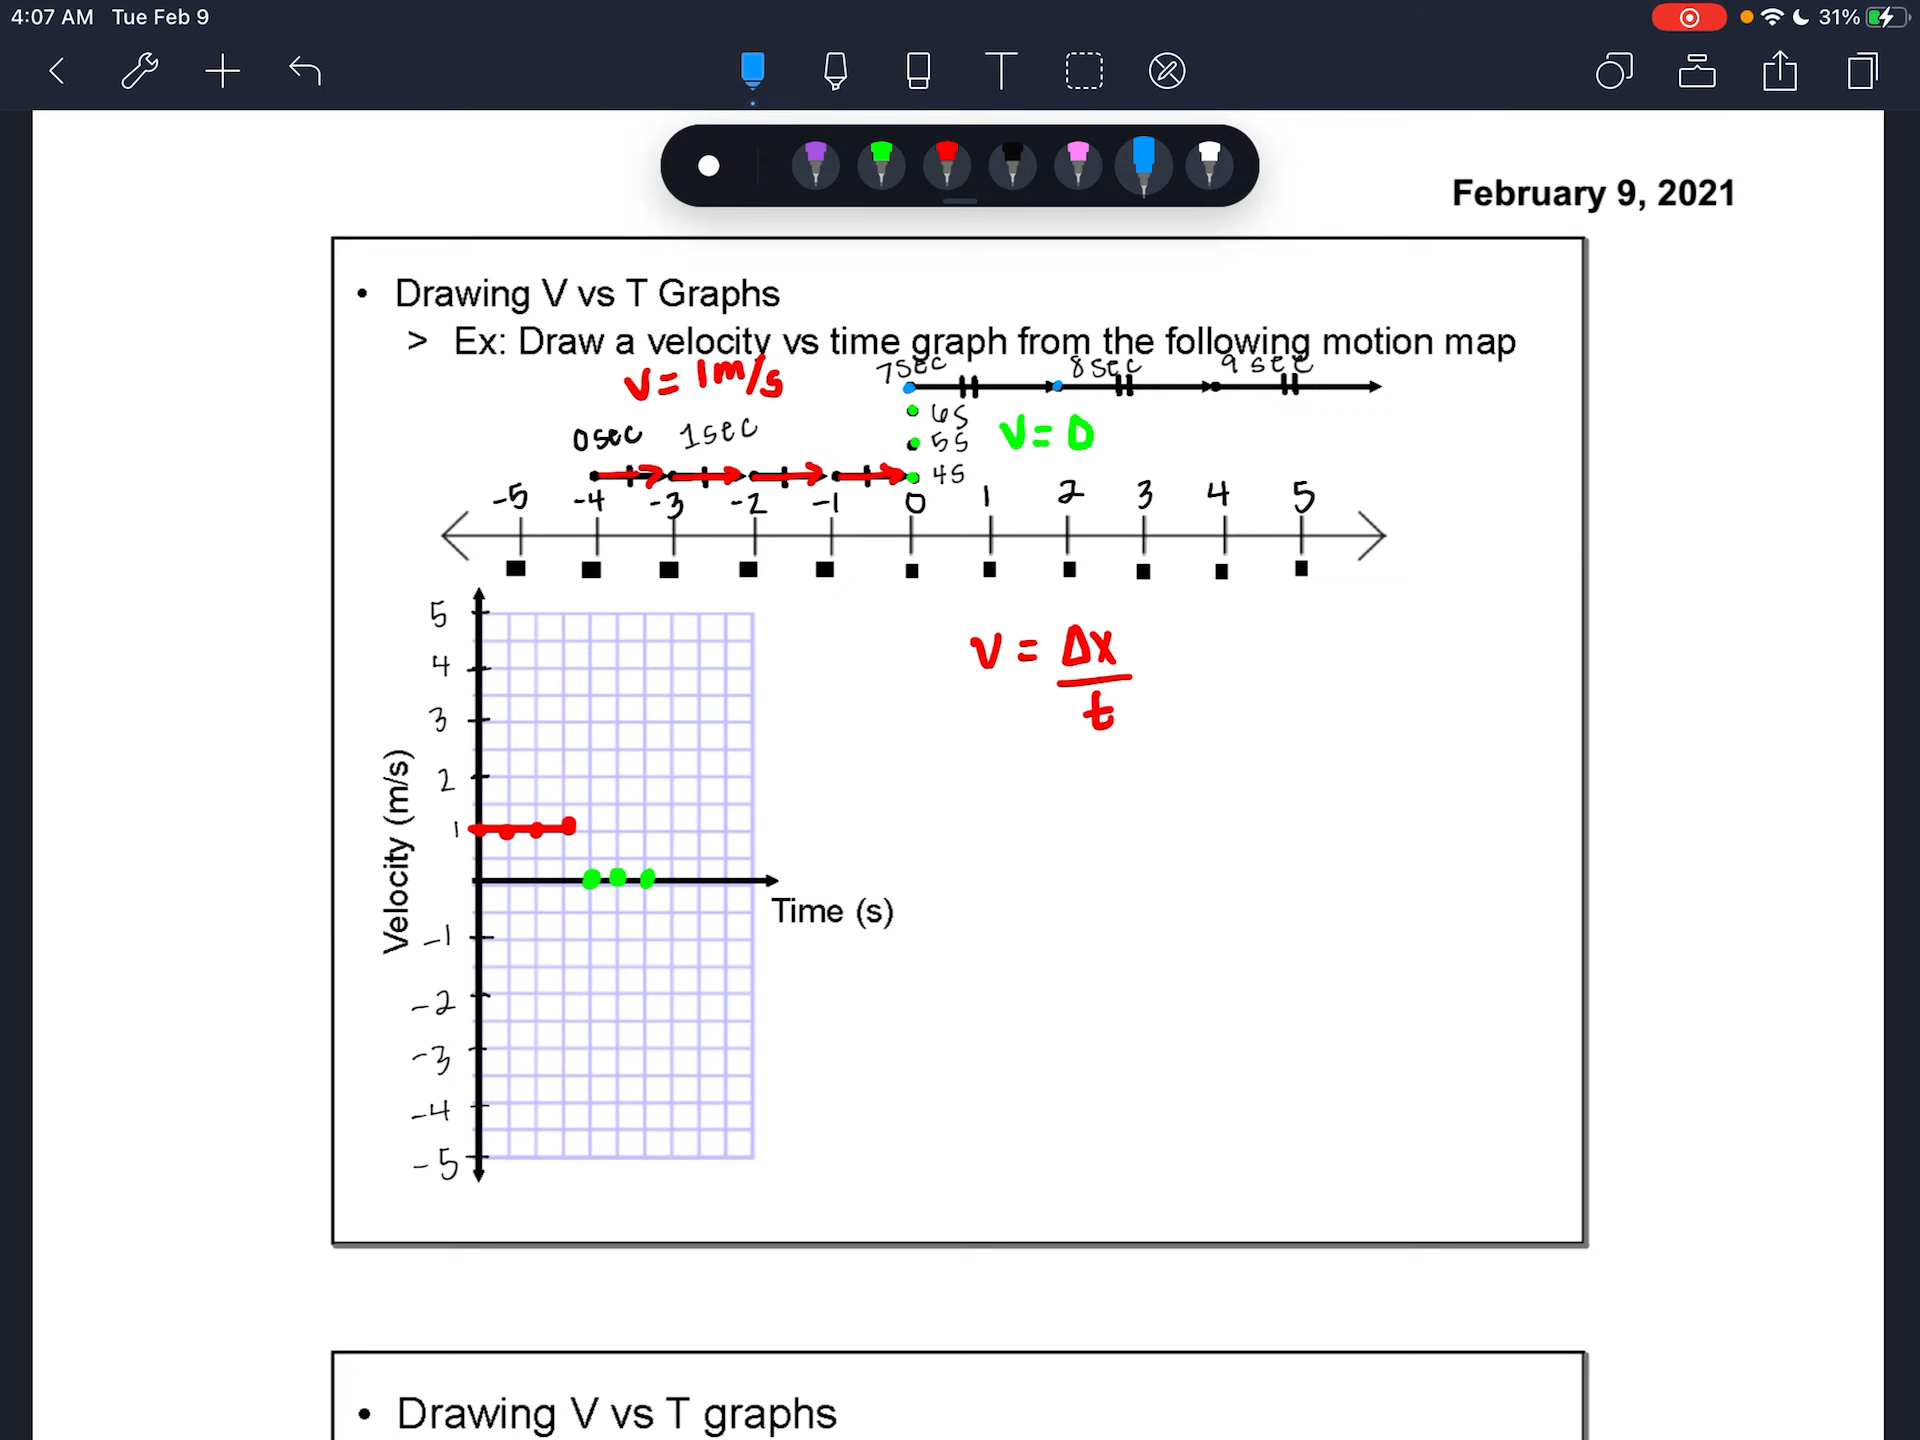 4:07 AM Tue Feb 9
31%
February 9, 2021
• Drawing V vs T Graphs
> Ex: Draw a velocity vs time graph from the following motion map
v = 1m/s
7sec 8sec 9 sec
6s
5s
4s
V = 0
0sec 1sec
-5 -4 -3 -2 -1 0 1 2 3 4 5
V = Δx
t
5
4
3
2
1
-1
-2
-3
-4
-5
Velocity (m/s)
Time (s)
• Drawing V vs T graphs